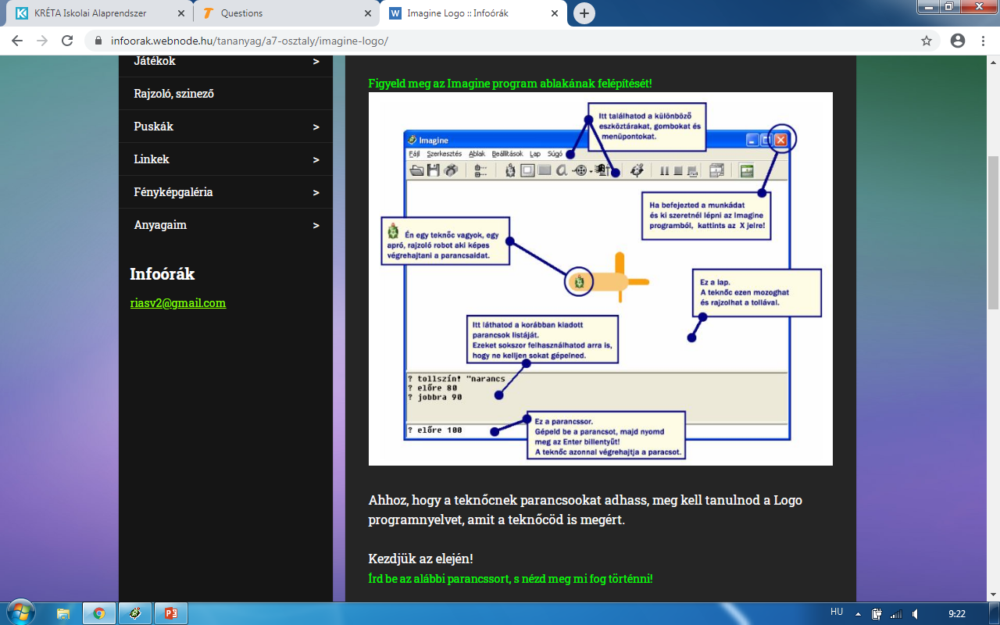 KRÉTA Iskolai Alaprendszer
Questions
Imagine Logo :: Infoórák
infoorak.webnode.hu/tananyag/a7-osztaly/imagine-logo/
Játékok >
Rajzoló, szinező
Puskák >
Linkek >
Fényképgaléria >
Anyagaim >
Infoórák
riasv2@gmail.com
Figyeld meg az Imagine program ablakának felépítését!
Itt találhatod a különböző
eszköztárakat, gombokat és
menüpontokat.
Imagine
Fájl Szerkesztés Ablak Beállítások Lap Súgó
Ha befejezted a munkádat
és ki szeretnél lépni az Imagine
programból, kattints az X jelre!
Én egy teknőc vagyok, egy
apró, rajzoló robot aki képes
végrehajtani a parancsaidat.
Ez a lap.
A teknőc ezen mozoghat
és rajzolhat a tollával.
Itt láthatod a korábban kiadott
parancsok listáját.
Ezeket sokszor felhasználhatod arra is,
hogy ne kelljen sokat gépelned.
? tollszín! "narancs
? előre 80
? jobbra 90
? előre 100
Ez a parancssor.
Gépeld be a parancsot, majd nyomd
meg az Enter billentyűt!
A teknőc azonnal végrehajtja a paracsot.
Ahhoz, hogy a teknőcnek parancsookat adhass, meg kell tanulnod a Logo
programnyelvet, amit a teknőcöd is megért.
Kezdjük az elején!
Írd be az alábbi parancssort, s nézd meg mi fog történni!
HU
9:22